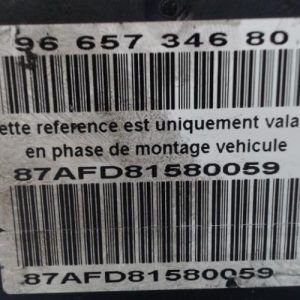 96 657 346 80
ette reference est uniquement vala
en phase de montage vehicule
87AFD81580059
87AFD81580059